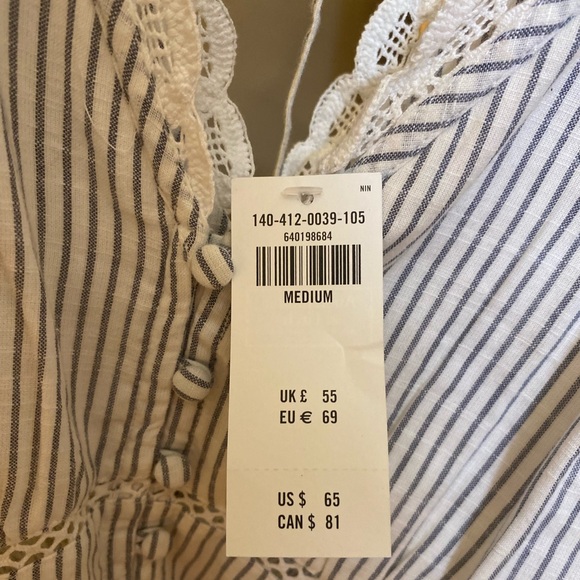 NIN
140-412-0039-105
640198684
MEDIUM
UK £ 55
EU € 69
US $ 65
CAN $ 81